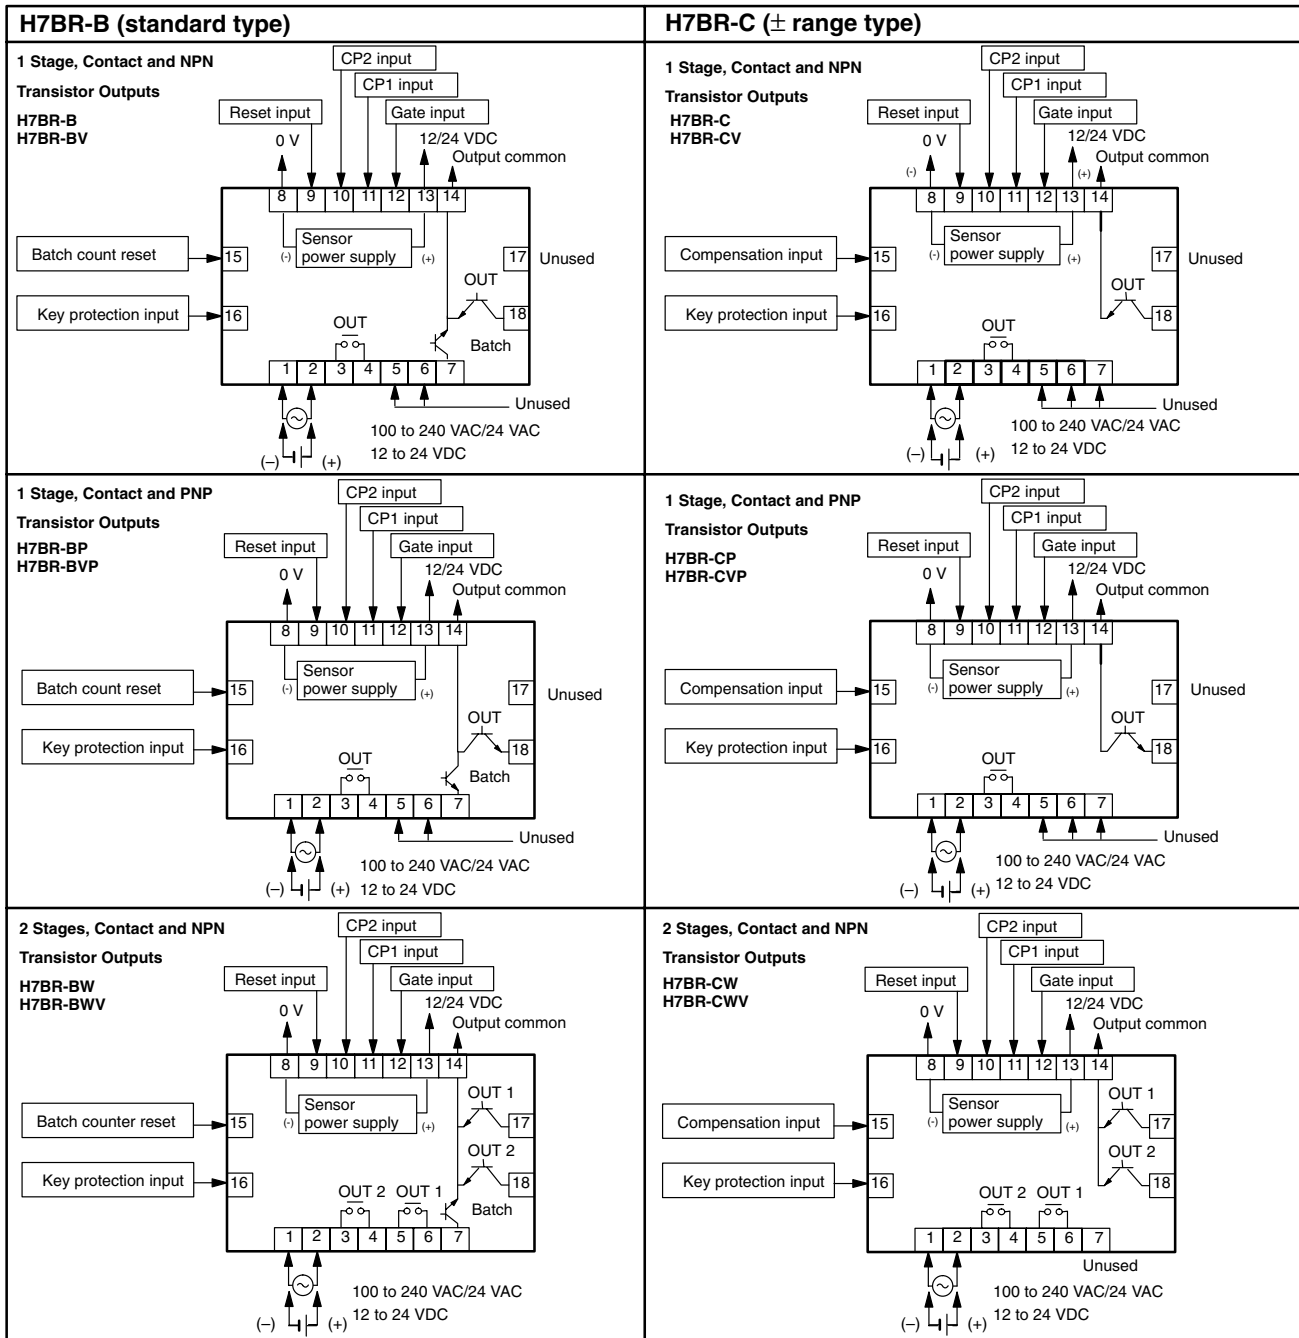 H7BR-B (standard type)
H7BR-C (± range type)
1 Stage, Contact and NPN
Transistor Outputs
H7BR-B
H7BR-BV
CP2 input
CP1 input
Reset input
Gate input
0 V
12/24 VDC
Output common
8 9 10 11 12 13 14
Sensor
power supply
(-)
(+)
Batch count reset
15
17
Unused
OUT
Key protection input
16
18
OUT
Batch
1 2 3 4 5 6 7
Unused
100 to 240 VAC/24 VAC
12 to 24 VDC
(–)
(+)
1 Stage, Contact and NPN
Transistor Outputs
H7BR-C
H7BR-CV
CP2 input
CP1 input
Reset input
Gate input
0 V
12/24 VDC
Output common
(-)
(+)
8 9 10 11 12 13 14
Sensor
power supply
(-)
(+)
Compensation input
15
17
Unused
OUT
Key protection input
16
18
OUT
1 2 3 4 5 6 7
Unused
100 to 240 VAC/24 VAC
12 to 24 VDC
(–)
(+)
1 Stage, Contact and PNP
Transistor Outputs
H7BR-BP
H7BR-BVP
CP2 input
CP1 input
Reset input
Gate input
0 V
12/24 VDC
Output common
8 9 10 11 12 13 14
Sensor
power supply
(-)
(+)
Batch count reset
15
17
Unused
OUT
Key protection input
16
18
OUT
Batch
1 2 3 4 5 6 7
Unused
100 to 240 VAC/24 VAC
12 to 24 VDC
(–)
(+)
1 Stage, Contact and PNP
Transistor Outputs
H7BR-CP
H7BR-CVP
CP2 input
CP1 input
Reset input
Gate input
0 V
12/24 VDC
Output common
8 9 10 11 12 13 14
Sensor
power supply
(-)
(+)
Compensation input
15
17
Unused
OUT
Key protection input
16
18
OUT
1 2 3 4 5 6 7
Unused
100 to 240 VAC/24 VAC
12 to 24 VDC
(–)
(+)
2 Stages, Contact and NPN
Transistor Outputs
H7BR-BW
H7BR-BWV
CP2 input
CP1 input
Reset input
Gate input
0 V
12/24 VDC
Output common
8 9 10 11 12 13 14
Sensor
power supply
(-)
(+)
OUT 1
Batch counter reset
15
17
OUT 2
Key protection input
16
18
OUT 2
OUT 1
Batch
1 2 3 4 5 6 7
100 to 240 VAC/24 VAC
12 to 24 VDC
(–)
(+)
2 Stages, Contact and NPN
Transistor Outputs
H7BR-CW
H7BR-CWV
CP2 input
CP1 input
Reset input
Gate input
0 V
12/24 VDC
Output common
8 9 10 11 12 13 14
Sensor
power supply
(-)
(+)
OUT 1
Compensation input
15
17
OUT 2
Key protection input
16
18
OUT 2
OUT 1
1 2 3 4 5 6 7
Unused
100 to 240 VAC/24 VAC
12 to 24 VDC
(–)
(+)